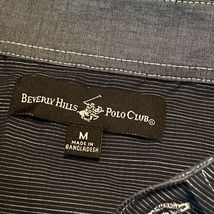 BEVERLY HILLS POLO CLUB®
M
MADE IN
BANGLADESH